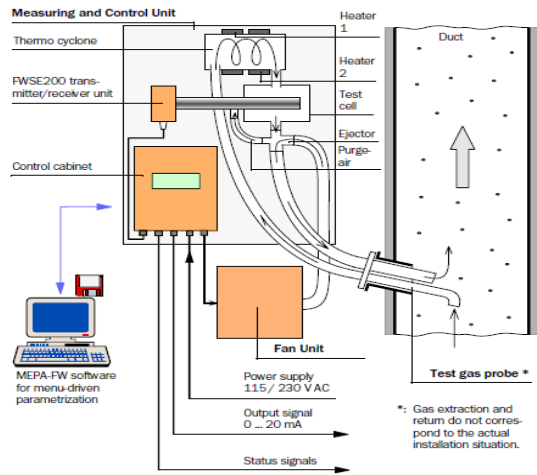 Measuring and Control Unit
Thermo cyclone
FWSE200 trans-
mitter/receiver unit
Control cabinet
Heater
1
Heater
2
Test
cell
Ejector
Purge-
air
Duct
Fan Unit
MEPA-FW software
for menu-driven
parametrization
Power supply
115/ 230 V AC
Output signal
0 ... 20 mA
Status signals
Test gas probe *
*: Gas extraction and
return do not corres-
pond to the actual
installation situation.